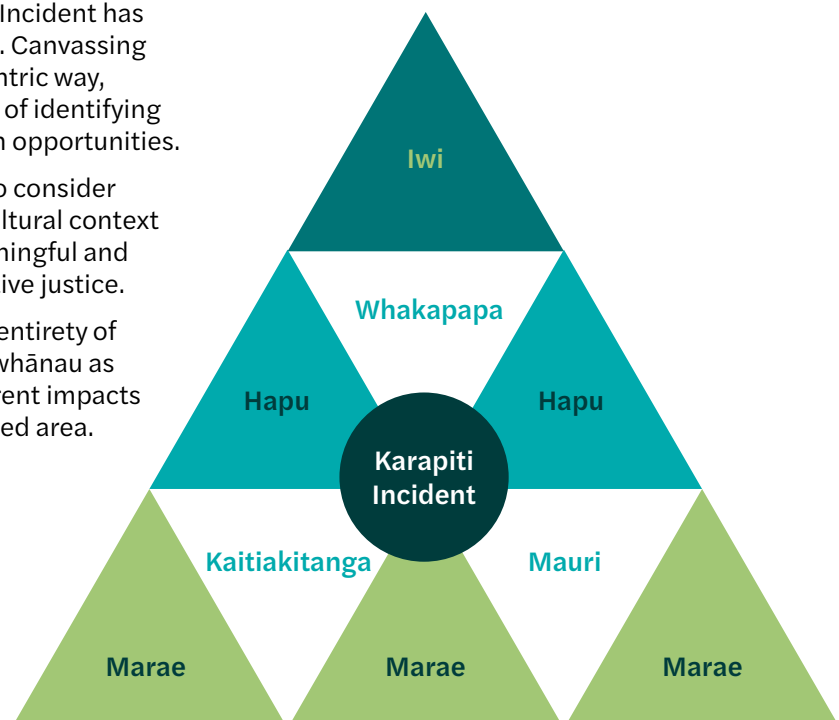 Incident has
. Canvassing
ntric way,
of identifying
opportunities.
o consider
ltural context
ningful and
ive justice.
entirety of
whānau as
rent impacts
ed area.
Iwi
Whakapapa
Hapu
Hapu
Karapiti
Incident
Kaitiakitanga
Mauri
Marae
Marae
Marae